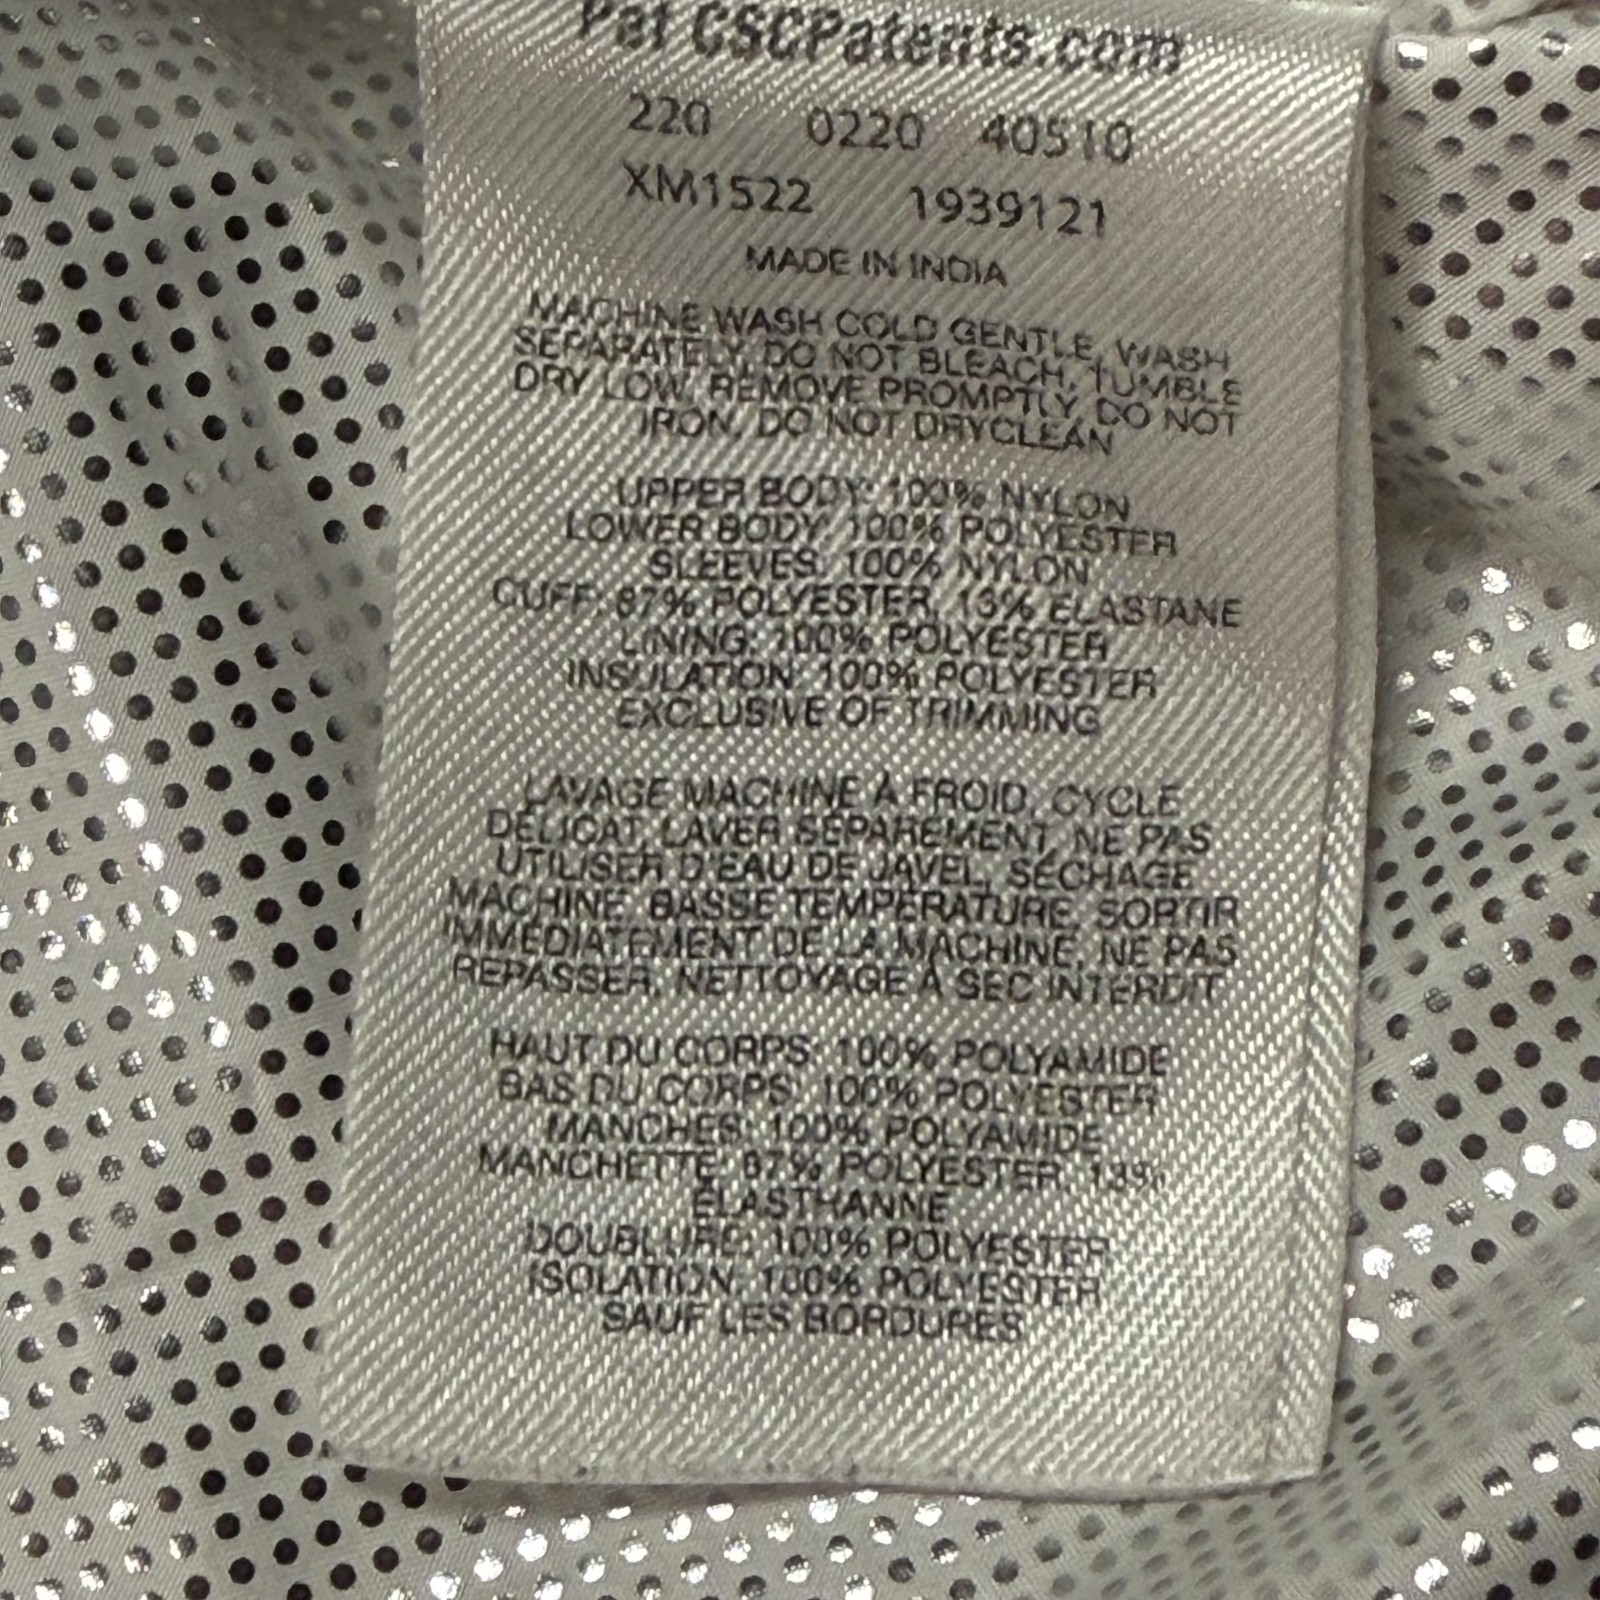 Pat CSCPatents.com
220 0220 40510
XM1522 1939121
MADE IN INDIA
MACHINE WASH COLD GENTLE, WASH
SEPARATELY, DO NOT BLEACH, TUMBLE
DRY LOW, REMOVE PROMPTLY, DO NOT
IRON, DO NOT DRYCLEAN
UPPER BODY: 100% NYLON
LOWER BODY: 100% POLYESTER
SLEEVES: 100% NYLON
CUFF: 87% POLYESTER, 13% ELASTANE
LINING: 100% POLYESTER
INSULATION: 100% POLYESTER
EXCLUSIVE OF TRIMMING
LAVAGE MACHINE À FROID, CYCLE
DÉLICAT, LAVER SÉPARÉMENT, NE PAS
UTILISER D'EAU DE JAVEL, SÉCHAGE
MACHINE, BASSE TEMPÉRATURE, SORTIR
IMMÉDIATEMENT DE LA MACHINE, NE PAS
REPASSER, NETTOYAGE À SEC INTERDIT
HAUT DU CORPS: 100% POLYAMIDE
BAS DU CORPS: 100% POLYESTER
MANCHES: 100% POLYAMIDE
MANCHETTE: 87% POLYESTER, 13%
ÉLASTHANNE
DOUBLURE: 100% POLYESTER
ISOLATION: 100% POLYESTER
SAUF LES BORDURES